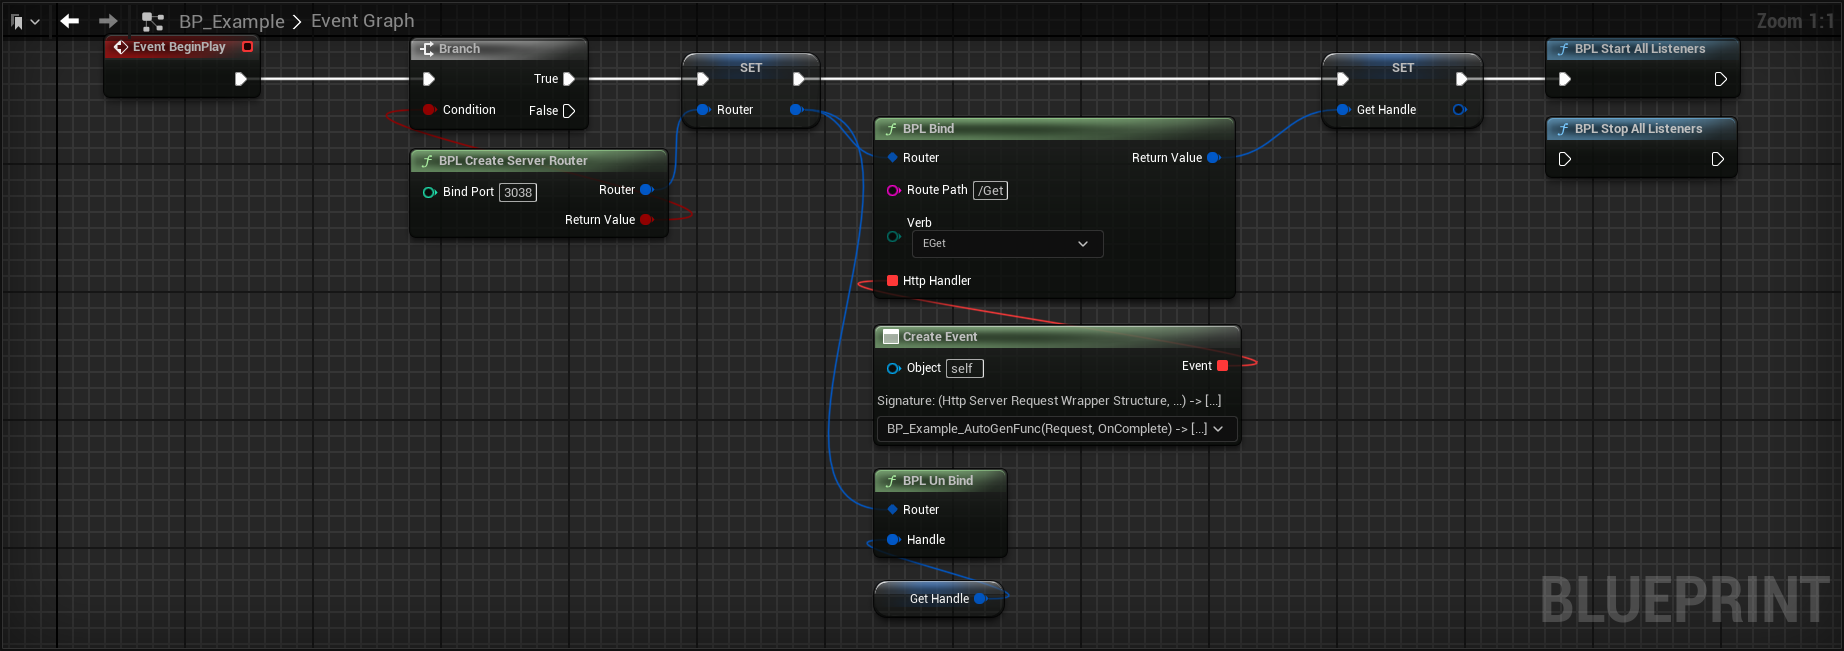 BP_Example > Event Graph
Zoom 1:1
Event BeginPlay
Branch
True
Condition
False
BPL Create Server Router
Bind Port 3038
Router
Return Value
SET
Router
BPL Bind
Router
Return Value
Route Path /Get
Verb
EGet
Http Handler
Create Event
Object self
Event
Signature: (Http Server Request Wrapper Structure, ...) -> [...]
BP_Example_AutoGenFunc(Request, OnComplete) -> [...]
BPL Un Bind
Router
Handle
Get Handle
SET
Get Handle
BPL Start All Listeners
BPL Stop All Listeners
BLUEPRINT